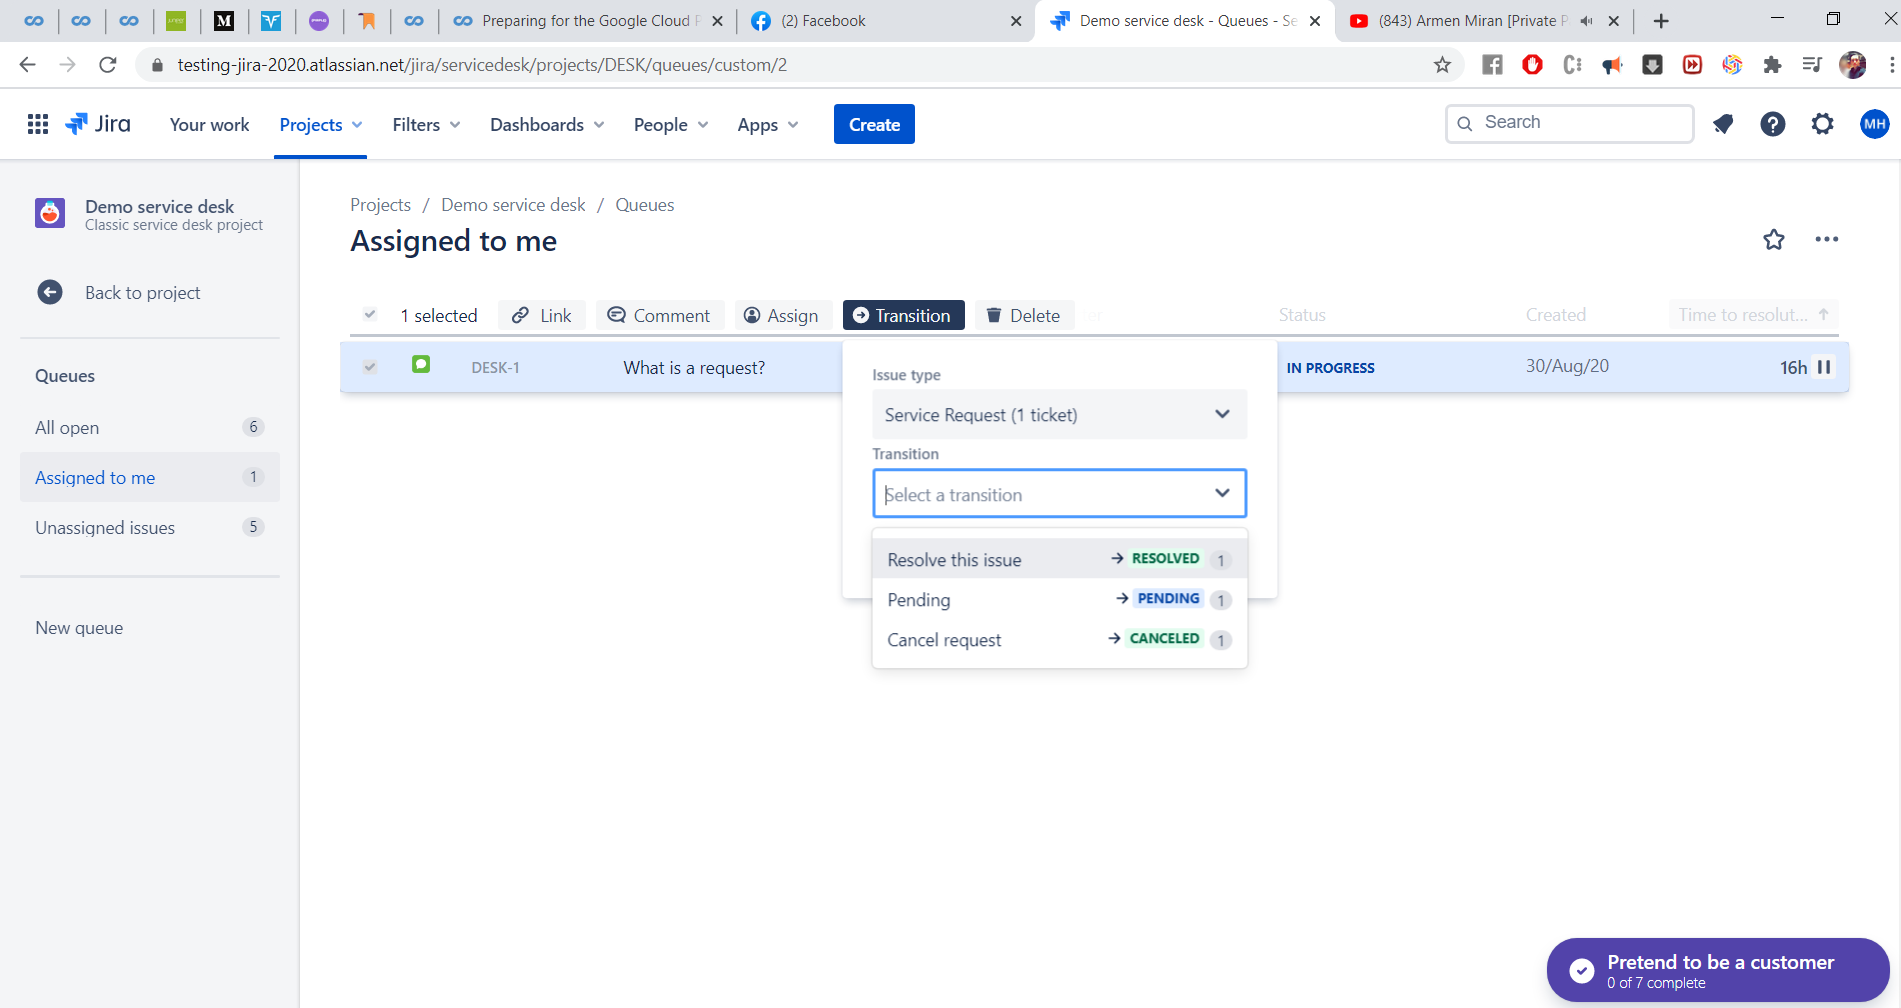 Preparing for the Google Cloud P
(2) Facebook
Demo service desk - Queues - Se
(843) Armen Miran [Private P
testing-jira-2020.atlassian.net/jira/servicedesk/projects/DESK/queues/custom/2
Jira
Your work
Projects
Filters
Dashboards
People
Apps
Create
Search
MH
Demo service desk
Classic service desk project
Back to project
Queues
All open 6
Assigned to me 1
Unassigned issues 5
New queue
Projects / Demo service desk / Queues
Assigned to me
1 selected
Link
Comment
Assign
Transition
Delete
Status
Created
Time to resolut...
DESK-1
What is a request?
IN PROGRESS
30/Aug/20
16h
Issue type
Service Request (1 ticket)
Transition
Select a transition
Resolve this issue → RESOLVED 1
Pending → PENDING 1
Cancel request → CANCELED 1
Pretend to be a customer
0 of 7 complete